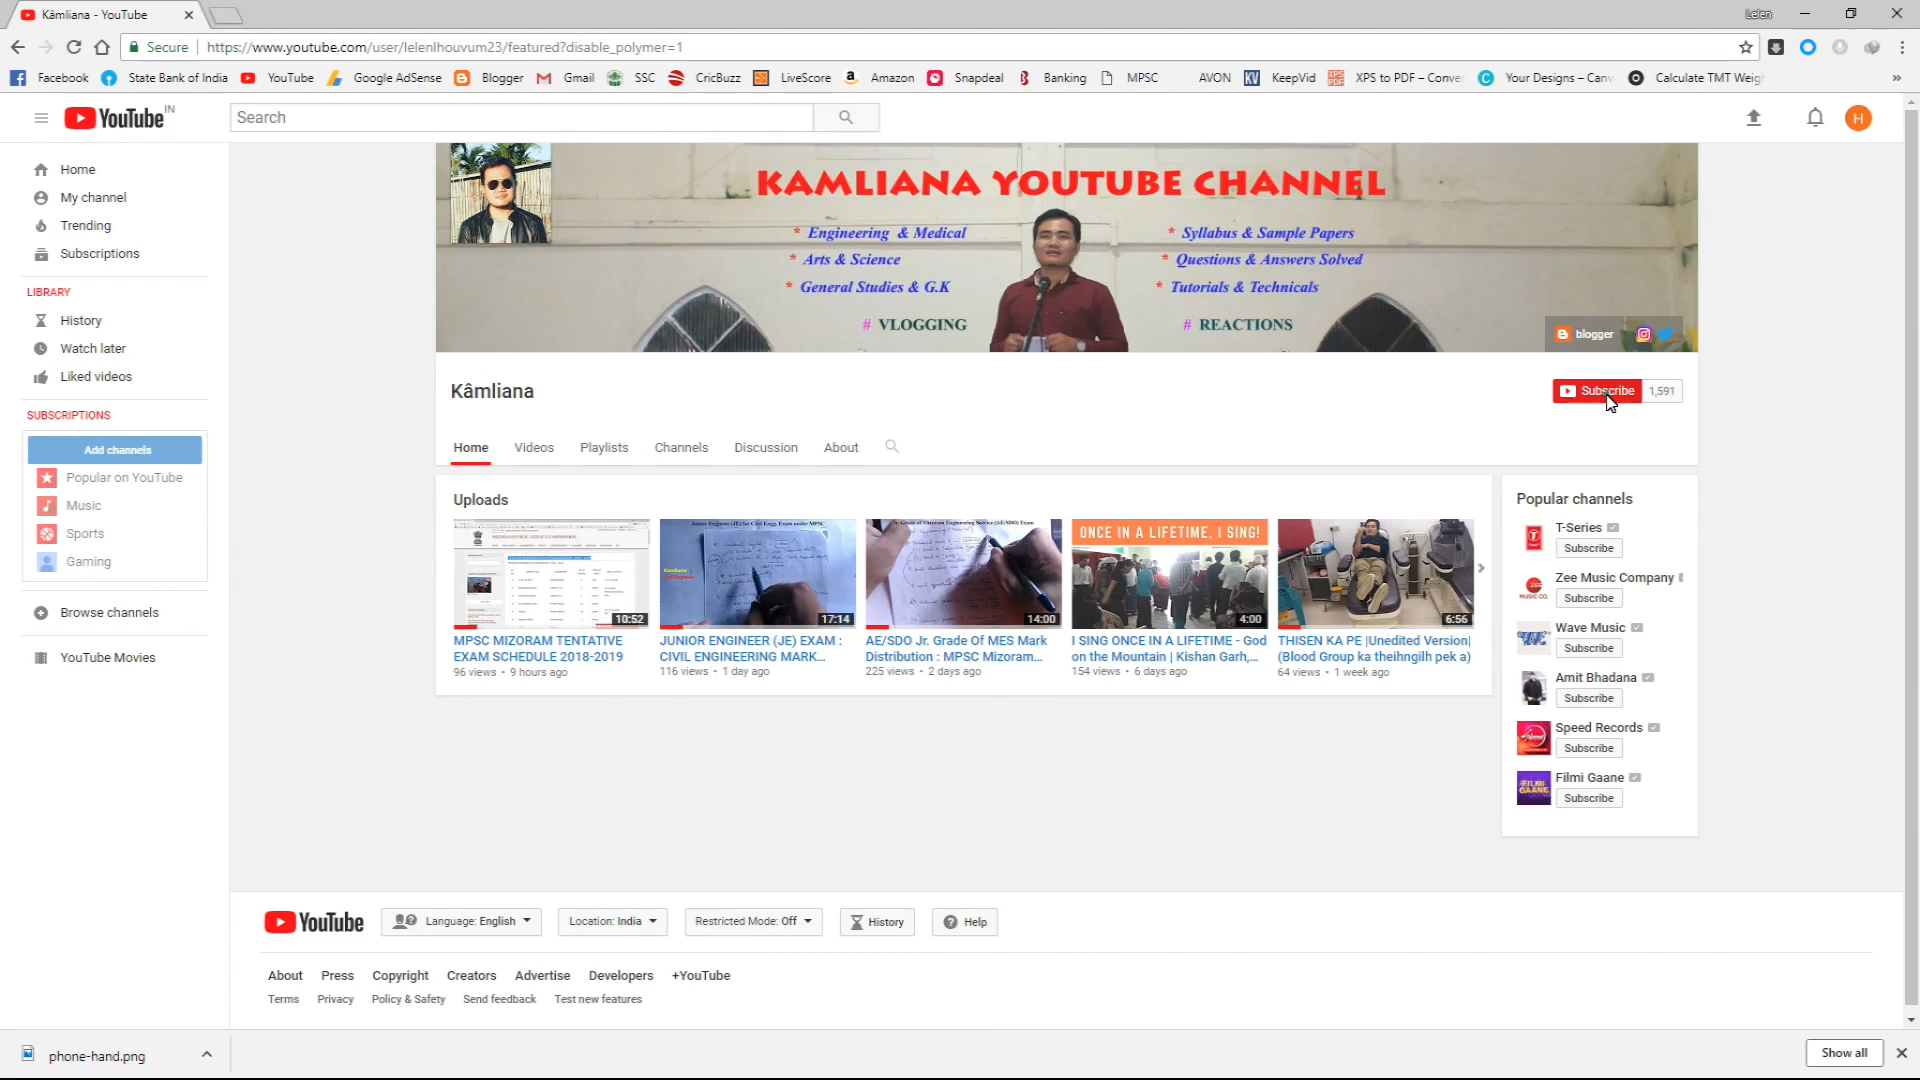 Kâmliana - YouTube
Lelen
Secure
https://www.youtube.com/user/lelenlhouvum23/featured?disable_polymer=1
Facebook
State Bank of India
YouTube
Google AdSense
Blogger
Gmail
SSC
CricBuzz
LiveScore
Amazon
Snapdeal
Banking
MPSC
AVON
KeepVid
XPS to PDF – Conve
Your Designs – Can
Calculate TMT Weig
YouTube IN
Search
H
Home
My channel
Trending
Subscriptions
LIBRARY
History
Watch later
Liked videos
SUBSCRIPTIONS
Add channels
Popular on YouTube
Music
Sports
Gaming
Browse channels
YouTube Movies
KAMLIANA YOUTUBE CHANNEL
* Engineering & Medical
* Arts & Science
* General Studies & G.K
# VLOGGING
* Syllabus & Sample Papers
* Questions & Answers Solved
* Tutorials & Technicals
# REACTIONS
blogger
Kâmliana
Subscribe 1,591
Home
Videos
Playlists
Channels
Discussion
About
Uploads
10:52
MPSC MIZORAM TENTATIVE
EXAM SCHEDULE 2018-2019
96 views • 9 hours ago
Junior Engineer (JE) for Civil Engg. Exam under MPSC
17:14
JUNIOR ENGINEER (JE) EXAM :
CIVIL ENGINEERING MARK...
116 views • 1 day ago
14:00
AE/SDO Jr. Grade Of MES Mark
Distribution : MPSC Mizoram...
225 views • 2 days ago
ONCE IN A LIFETIME, I SING!
4:00
I SING ONCE IN A LIFETIME - God
on the Mountain | Kishan Garh,...
154 views • 6 days ago
6:56
THISEN KA PE |Unedited Version|
(Blood Group ka theihngilh pek a)
64 views • 1 week ago
Popular channels
T-Series
Subscribe
Zee Music Company
Subscribe
Wave Music
Subscribe
Amit Bhadana
Subscribe
Speed Records
Subscribe
Filmi Gaane
Subscribe
YouTube
Language: English
Location: India
Restricted Mode: Off
History
Help
About
Press
Copyright
Creators
Advertise
Developers
+YouTube
Terms
Privacy
Policy & Safety
Send feedback
Test new features
phone-hand.png
Show all